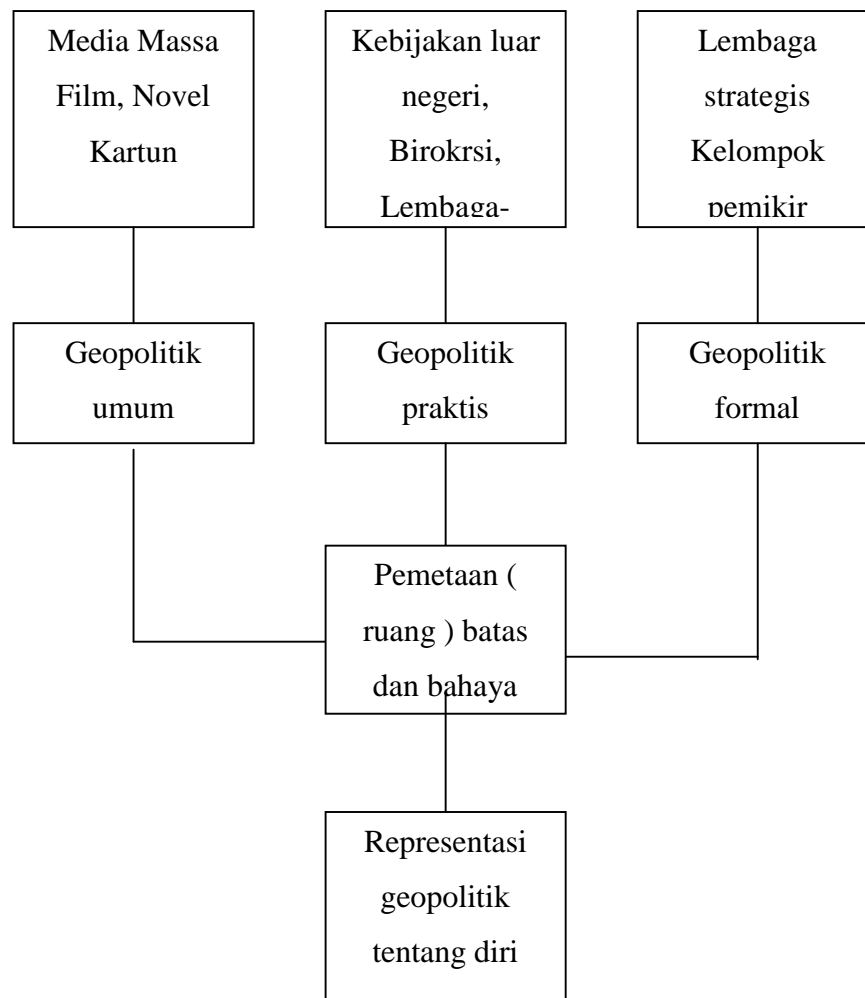 Media Massa
Film, Novel
Kartun
Kebijakan luar
negeri,
Birokrsi,
Lembaga-
Lembaga
strategis
Kelompok
pemikir
Geopolitik
umum
Geopolitik
praktis
Geopolitik
formal
Pemetaan (
ruang ) batas
dan bahaya
Representasi
geopolitik
tentang diri